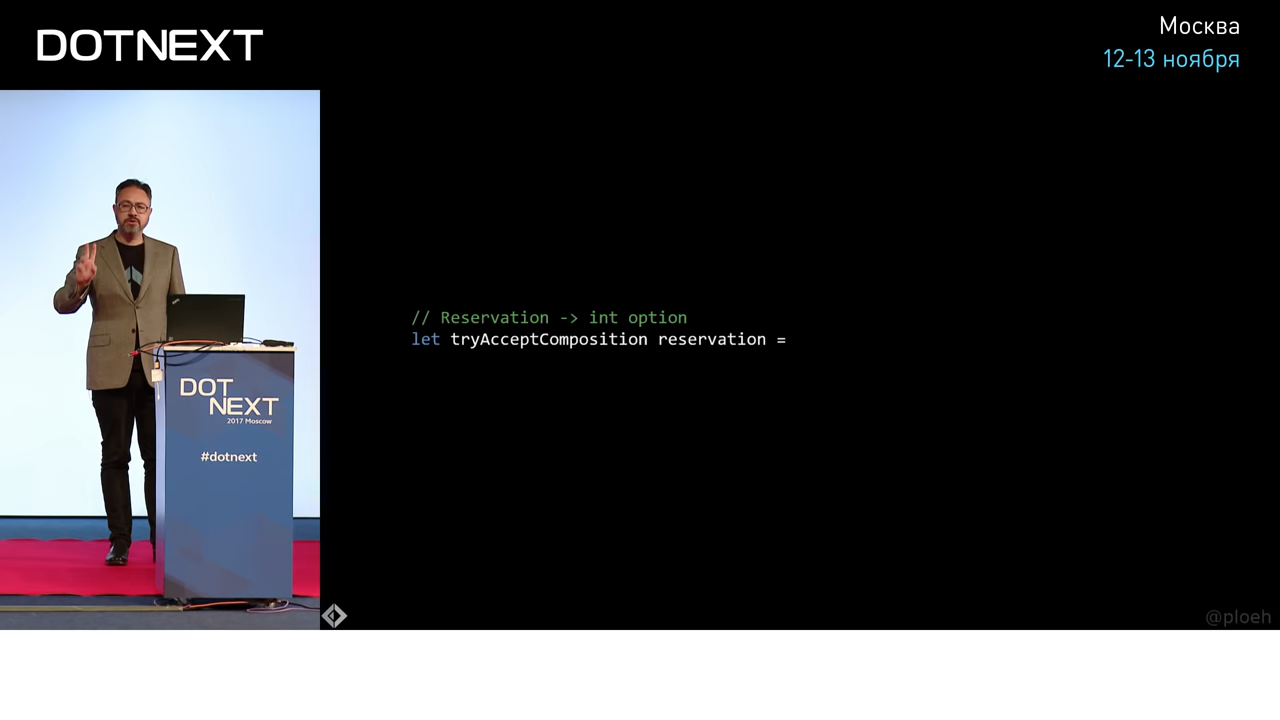 DOTNEXT
Москва
12-13 ноября
// Reservation -> int option
let tryAcceptComposition reservation =
DOT
NEXT
2017 Moscow
#dotnext
@ploeh